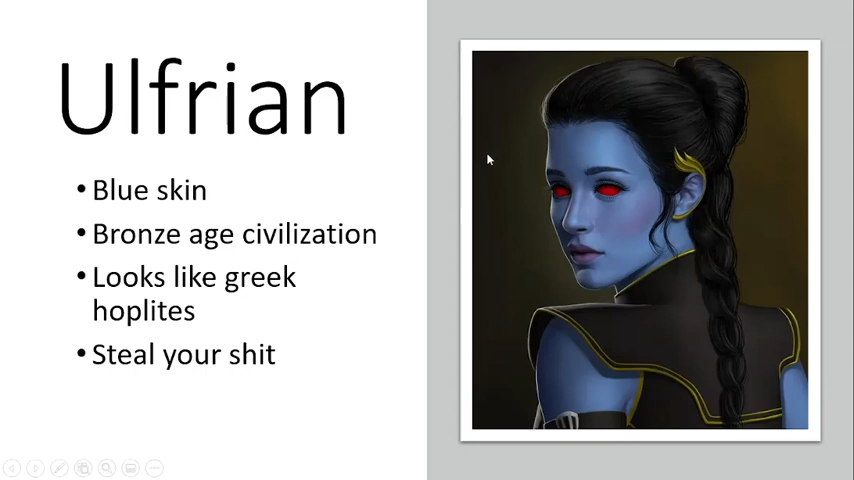 Ulfrian
• Blue skin
• Bronze age civilization
• Looks like greek
hoplites
• Steal your shit